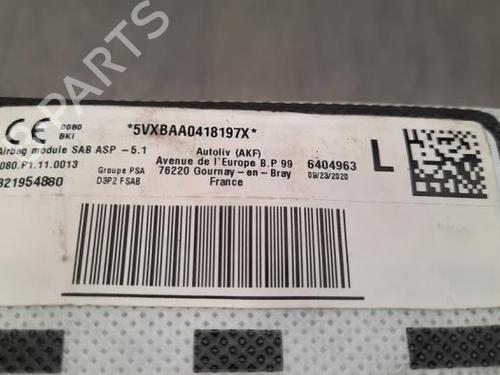 CE 0080
BKI
*5VXBAA0418197X*
Airbag module SAB ASP -5.1
0080.P1.11.0013
821954880
Groupe PSA
D3P2 FSAB
Autoliv (AKF)
Avenue de l'Europe B.P 99
76220 Gournay-en-Bray
France
6404963
09/23/2020
L
B-PARTS